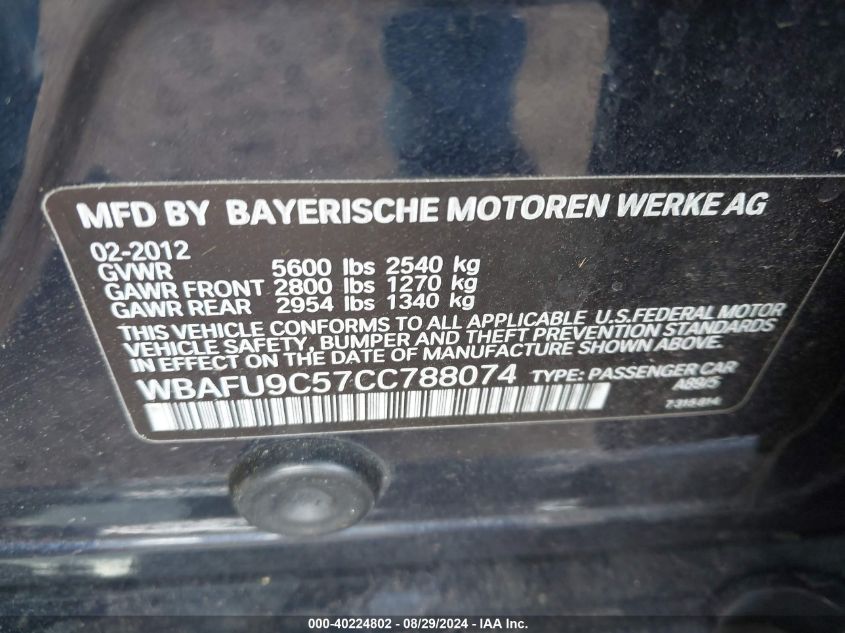 MFD BY BAYERISCHE MOTOREN WERKE AG
02-2012
GVWR 5600 lbs 2540 kg
GAWR FRONT 2800 lbs 1270 kg
GAWR REAR 2954 lbs 1340 kg
THIS VEHICLE CONFORMS TO ALL APPLICABLE U.S.FEDERAL MOTOR
VEHICLE SAFETY, BUMPER AND THEFT PREVENTION STANDARDS
IN EFFECT ON THE DATE OF MANUFACTURE SHOWN ABOVE.
WBAFU9C57CC788074 TYPE: PASSENGER CAR
A89/5
7315814
000-40224802 - 08/29/2024 - IAA Inc.